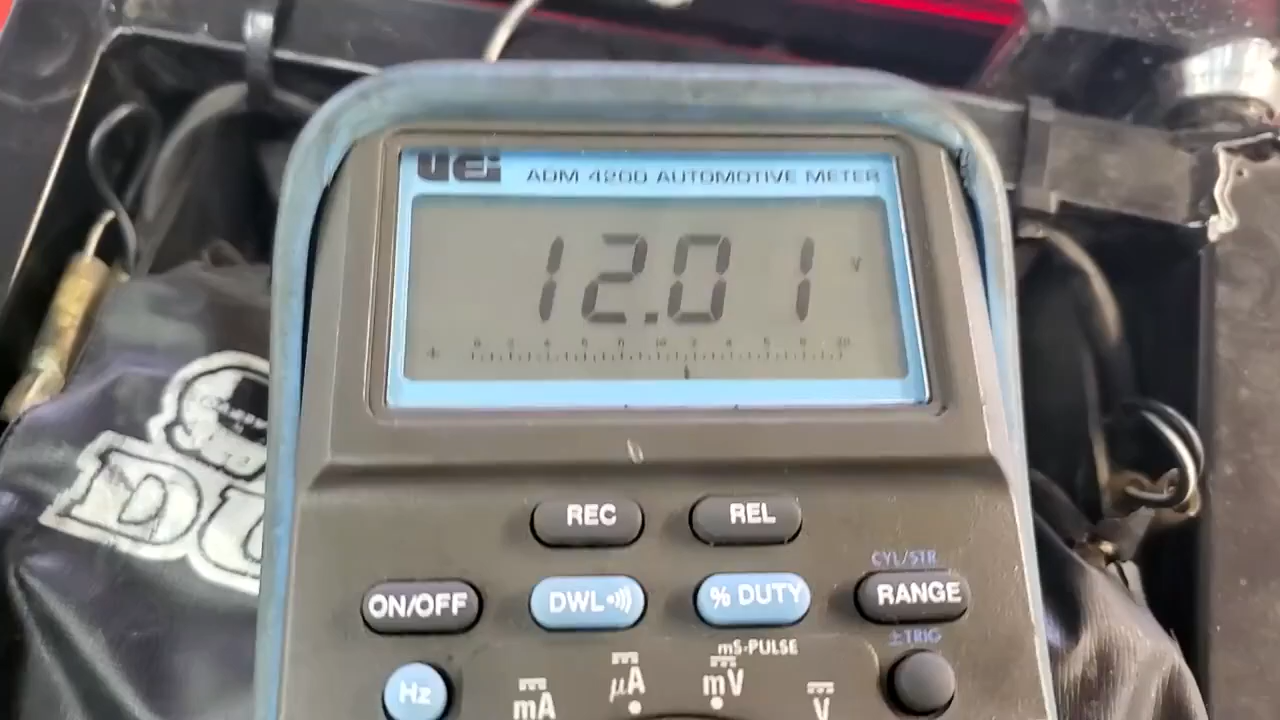 UEi ADM 4200 AUTOMOTIVE METER
12.01 V
REC REL
CYL/STR
ON/OFF DWL % DUTY RANGE
±TRIG
mS-PULSE
Hz mA µA mV V
DU